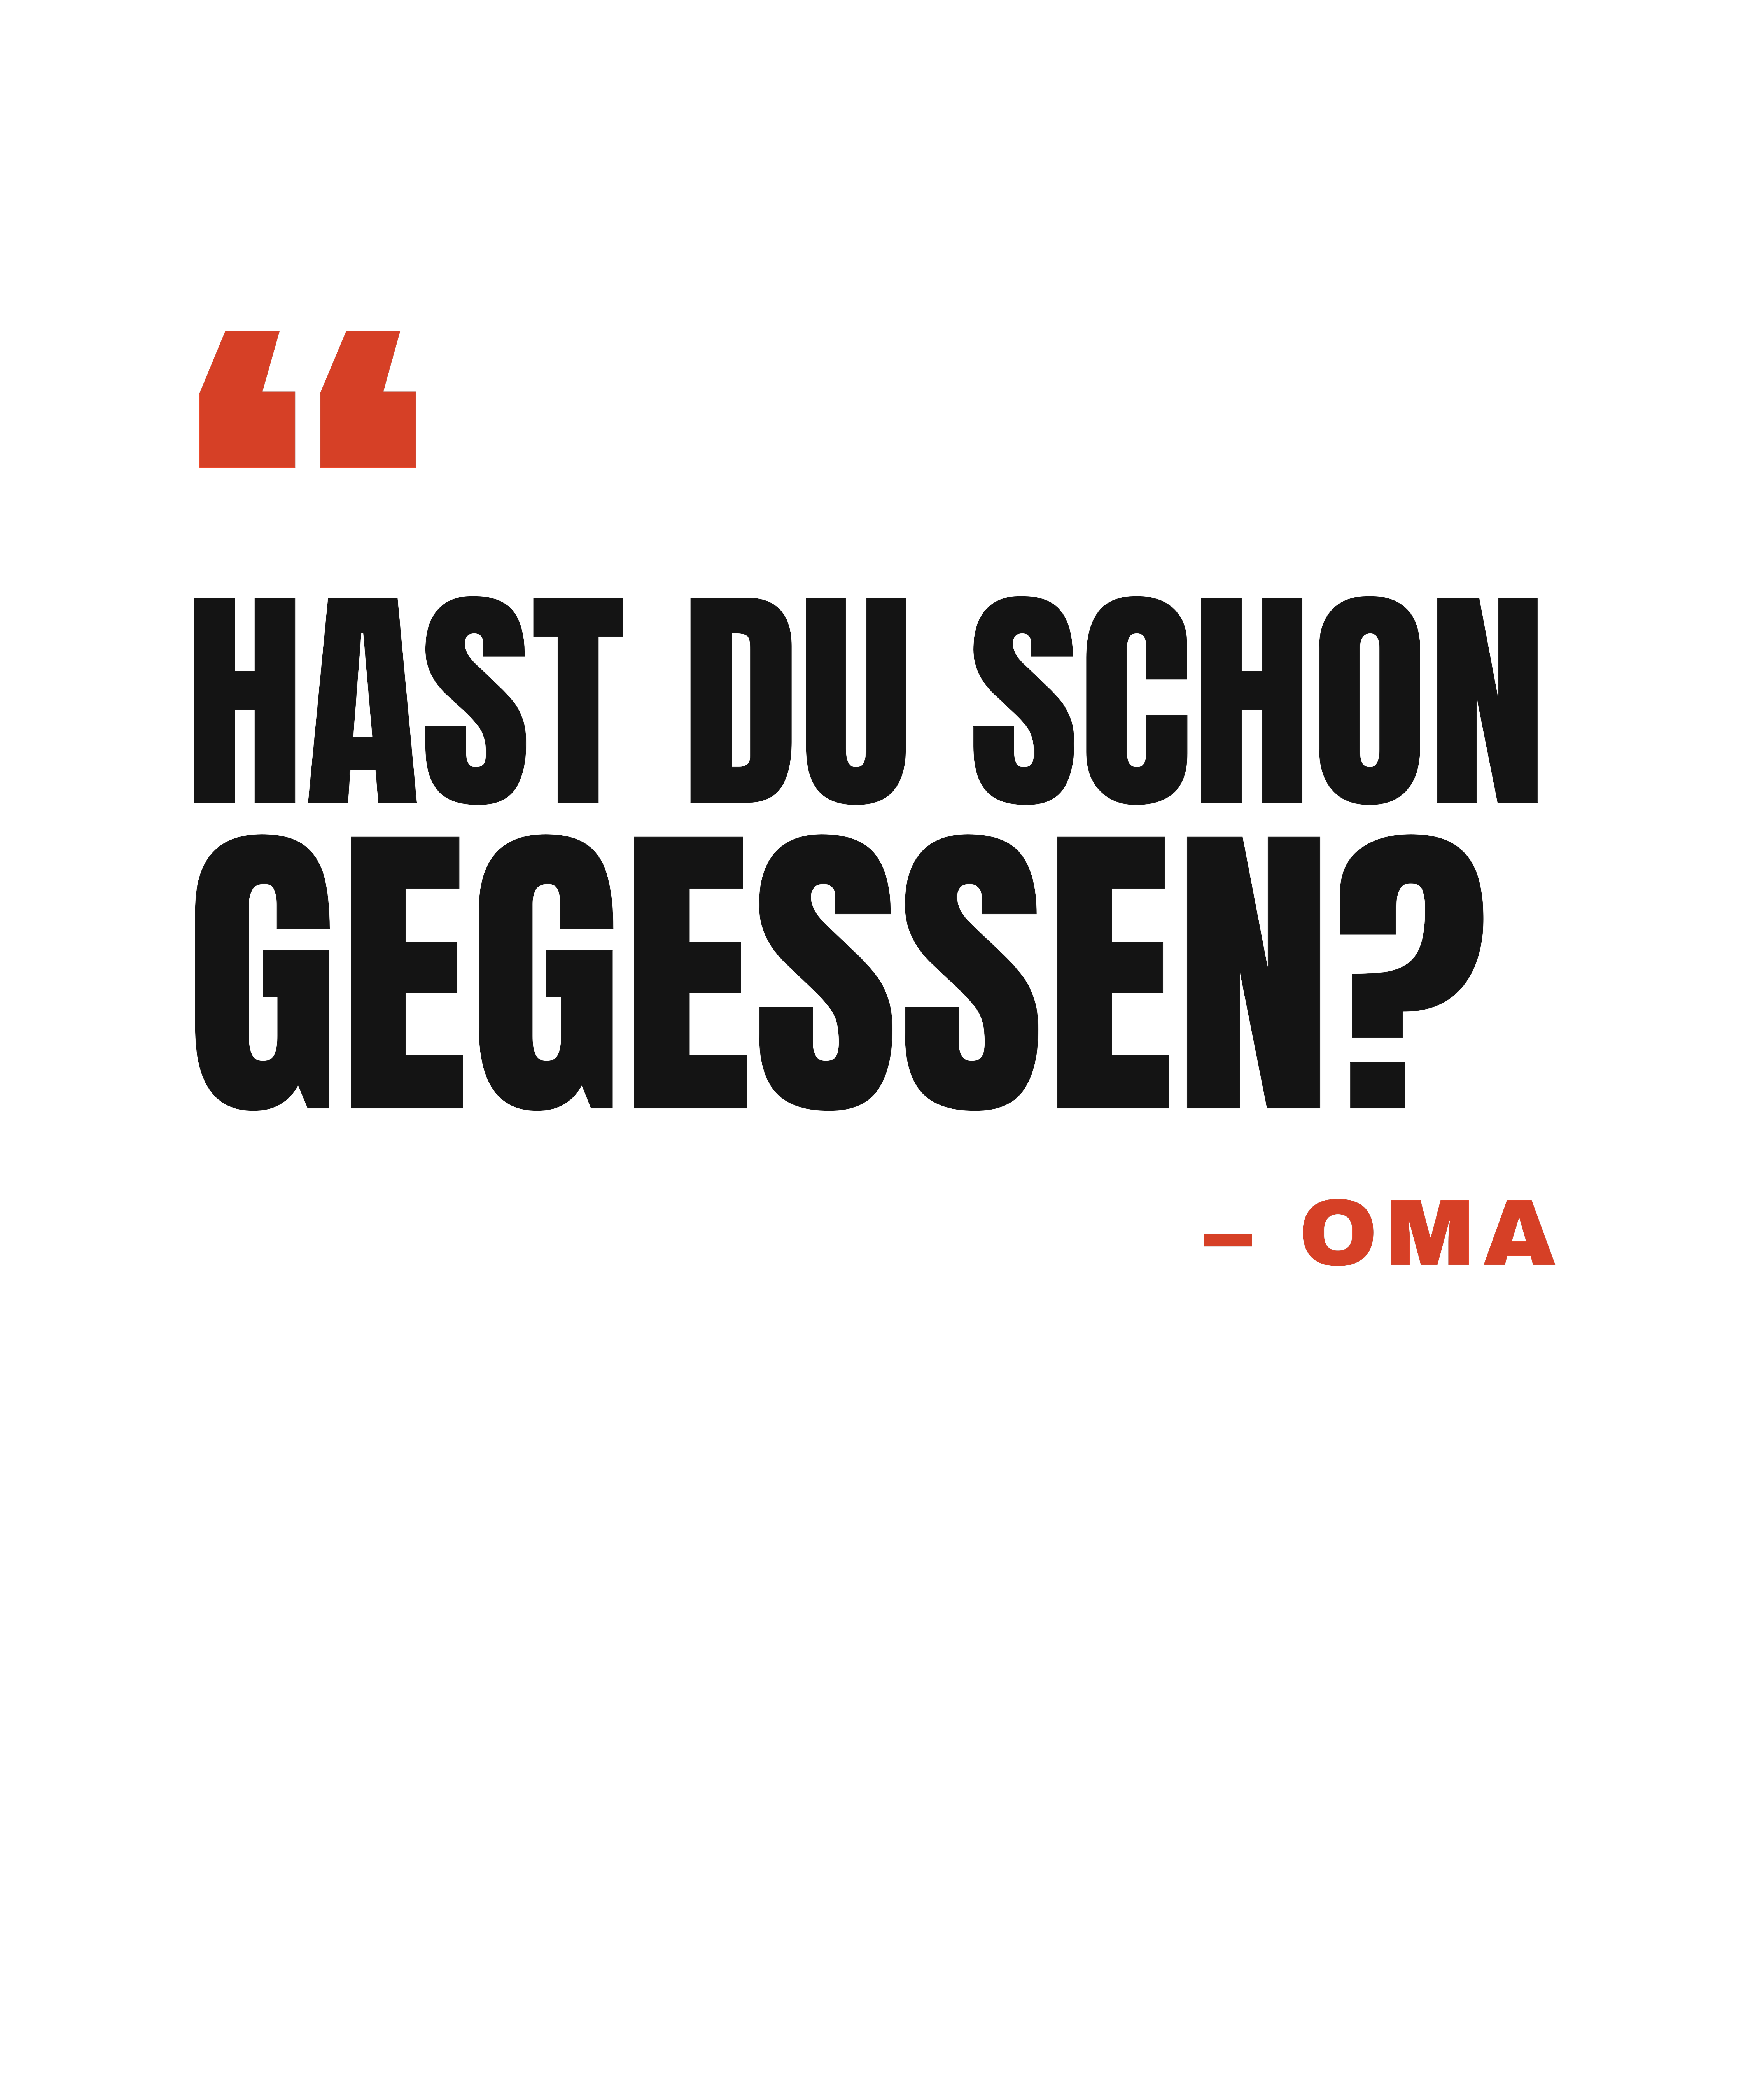 “
HAST DU SCHON
GEGESSEN?
– OMA